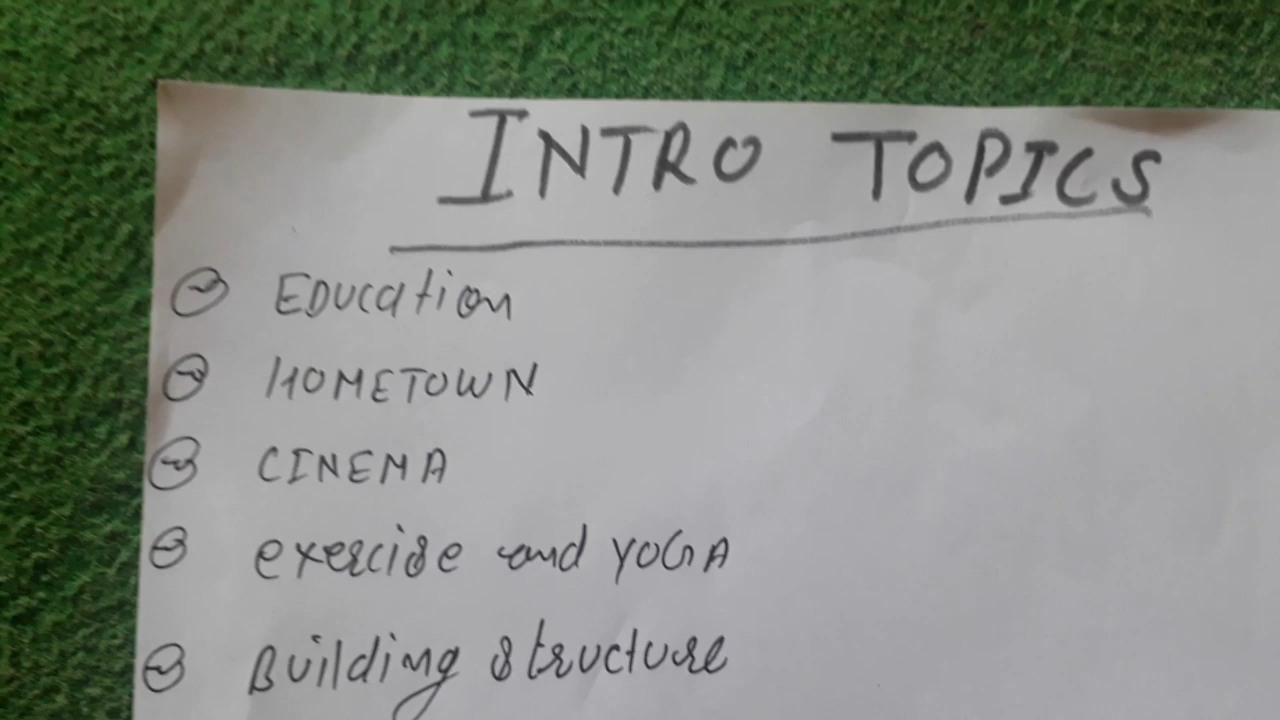 INTRO TOPICS
EDucation
HOMETOWN
CINEMA
exercise and YOGA
Building structure